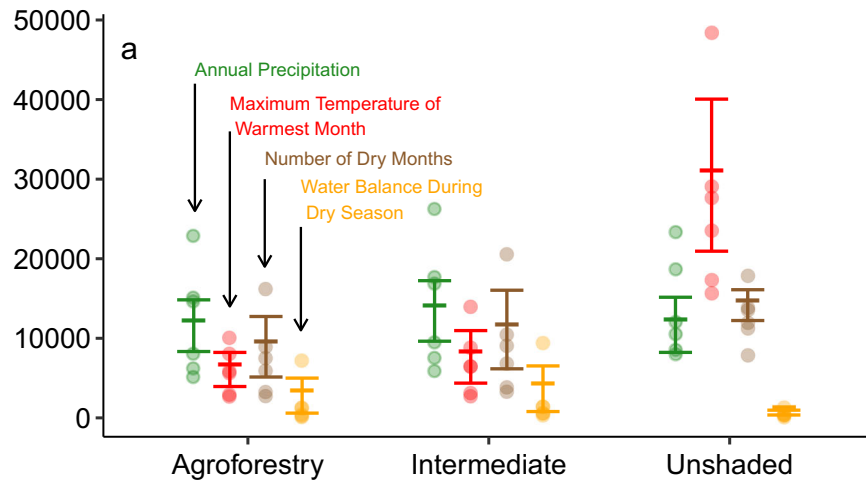 50000
a
Annual Precipitation
40000
Maximum Temperature of
Warmest Month
Number of Dry Months
30000
Water Balance During
Dry Season
20000
10000
0
Agroforestry Intermediate Unshaded